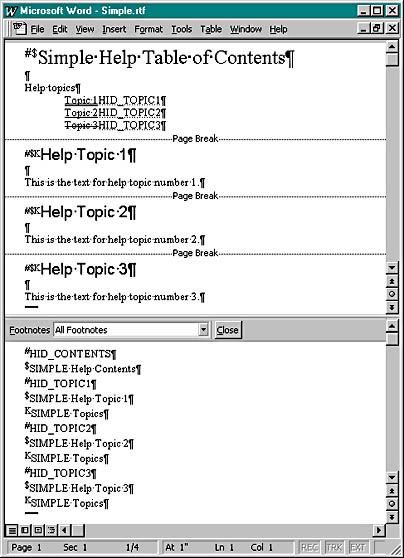 Microsoft Word - Simple.rtf
File Edit View Insert Format Tools Table Window Help
#$Simple·Help·Table·of·Contents¶
¶
Help·topics¶
Topic·1HID_TOPIC1¶
Topic·2HID_TOPIC2¶
Topic·3HID_TOPIC3¶
Page Break
#$KHelp·Topic·1¶
¶
This·is·the·text·for·help·topic·number·1.¶
Page Break
#$KHelp·Topic·2¶
¶
This·is·the·text·for·help·topic·number·2.¶
Page Break
#$KHelp·Topic·3¶
¶
This·is·the·text·for·help·topic·number·3.¶
Footnotes All Footnotes Close
#HID_CONTENTS¶
$SIMPLE·Help·Contents¶
#HID_TOPIC1¶
$SIMPLE·Help·Topic·1¶
KSIMPLE·Topics¶
#HID_TOPIC2¶
$SIMPLE·Help·Topic·2¶
KSIMPLE·Topics¶
#HID_TOPIC3¶
$SIMPLE·Help·Topic·3¶
KSIMPLE·Topics¶
Page 1 Sec 1 1/4 At 1" Ln 1 Col 1 REC TRK EXT